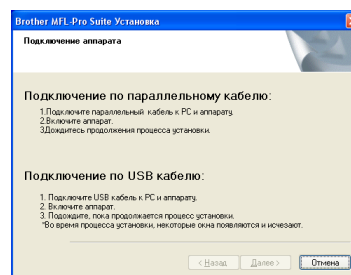 Brother MFL-Pro Suite Установка
Подключение аппарата
Подключение по параллельному кабелю:
1.Подключите параллельный кабель к PC и аппарату.
2.Включите аппарат.
3.Дождитесь продолжения процесса установки.
Подключение по USB кабелю:
1. Подключите USB кабель к PC и аппарату.
2. Включите аппарат.
3. Подождите, пока продолжается процесс установки.
*Во время процесса установки, некоторые окна появляются и исчезают.
< Назад Далее > Отмена